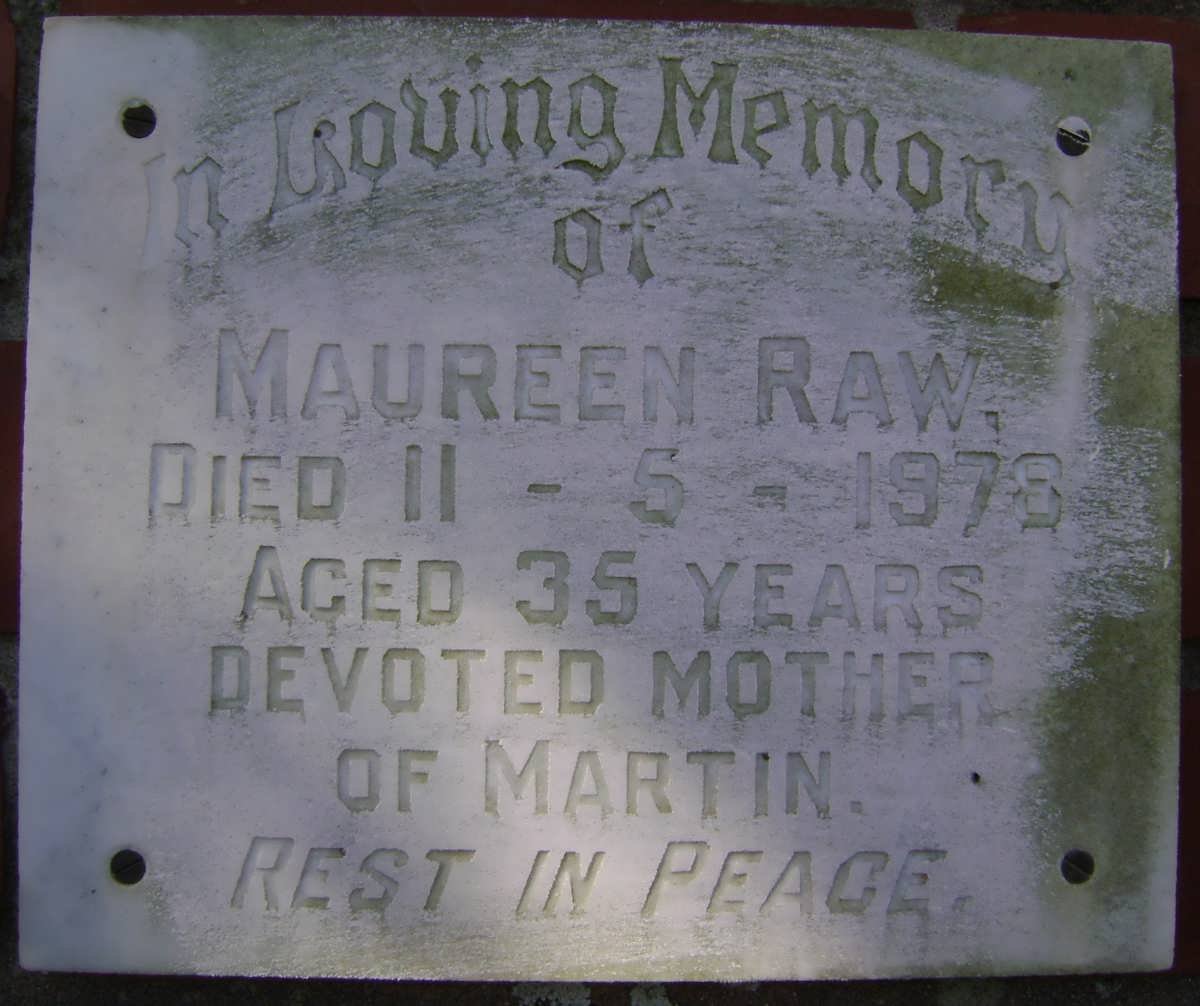 In Loving Memory
of
MAUREEN RAW,
DIED 11 - 5 - 1978
AGED 35 YEARS
DEVOTED MOTHER
OF MARTIN.
REST IN PEACE.